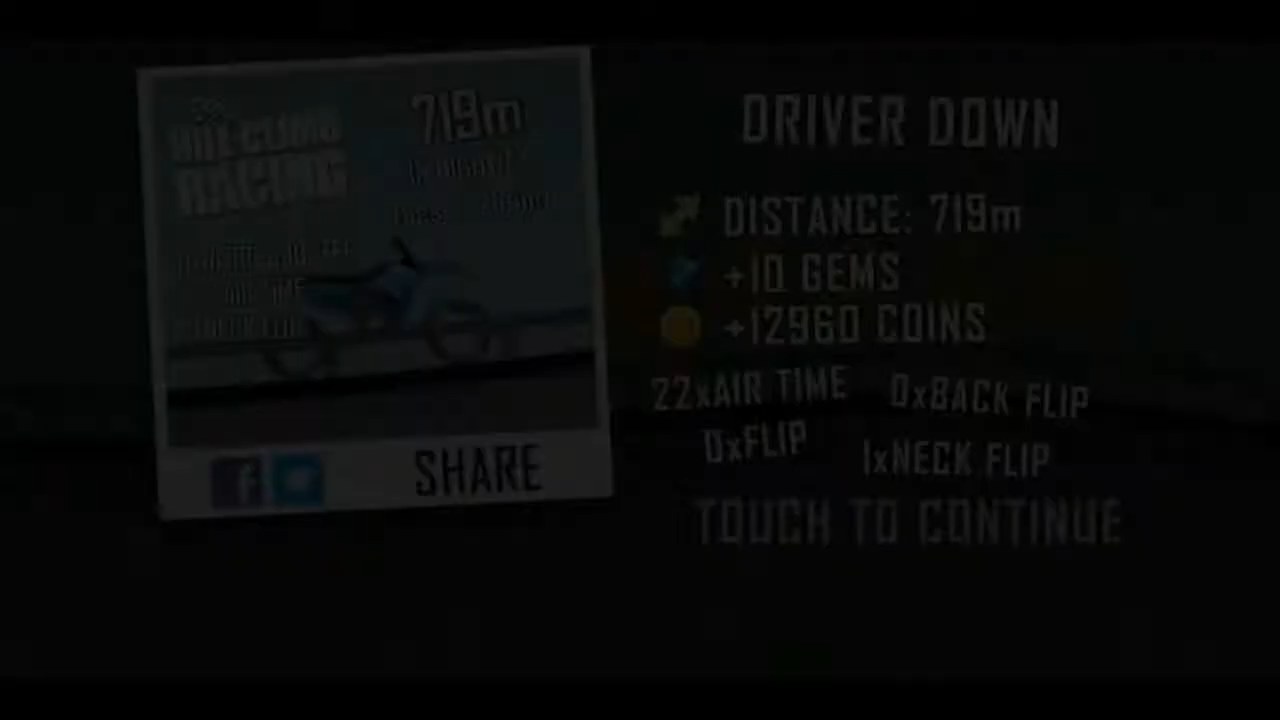 HILL CLIMB
RACING
719m
SHARE
DRIVER DOWN
DISTANCE: 719m
+10 GEMS
+12960 COINS
22xAIR TIME 0xBACK FLIP
0xFLIP 1xNECK FLIP
TOUCH TO CONTINUE